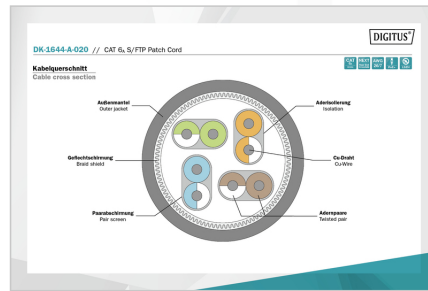 DIGITUS®
DK-1644-A-020 // CAT 6A S/FTP Patch Cord
Kabelquerschnitt
Cable cross section
Außenmantel
Outer jacket
Aderisolierung
Isolation
Geflechtschirmung
Braid shield
Cu-Draht
Cu-Wire
Paarabschirmung
Pair screen
Adernpaare
Twisted pair